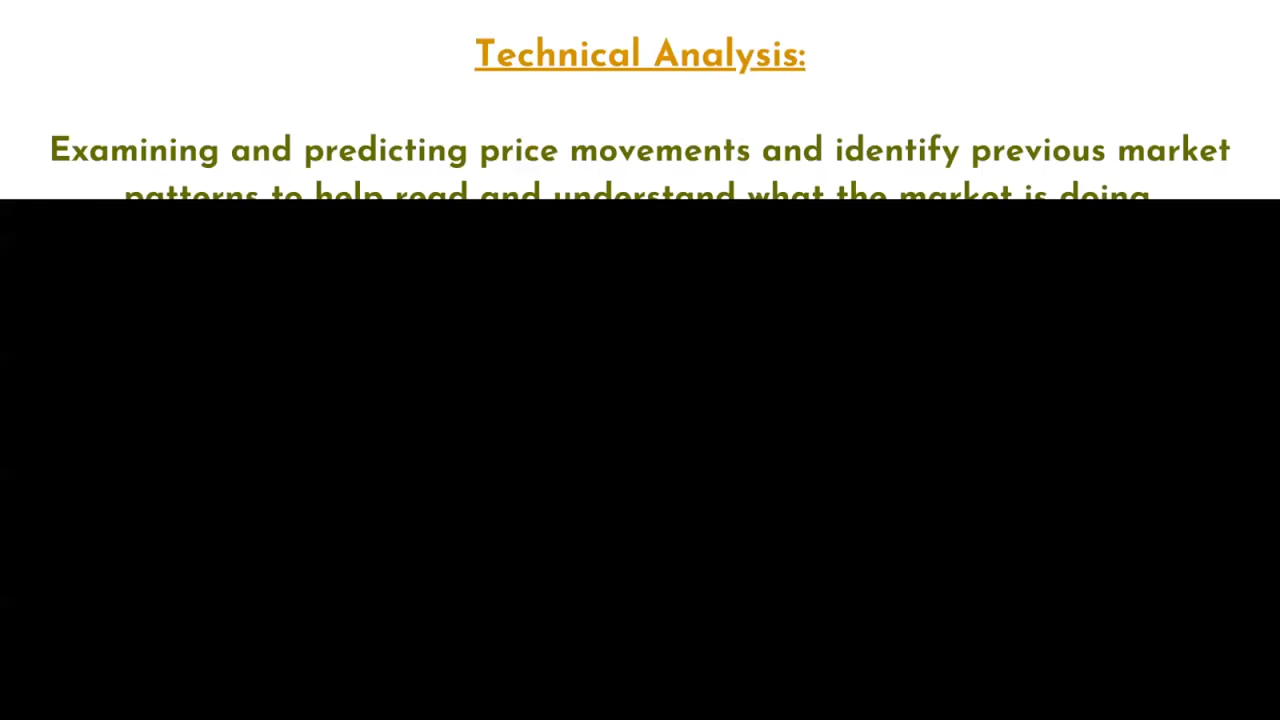 Technical Analysis:
Examining and predicting price movements and identify previous market
patterns to help read and understand what the market is doing